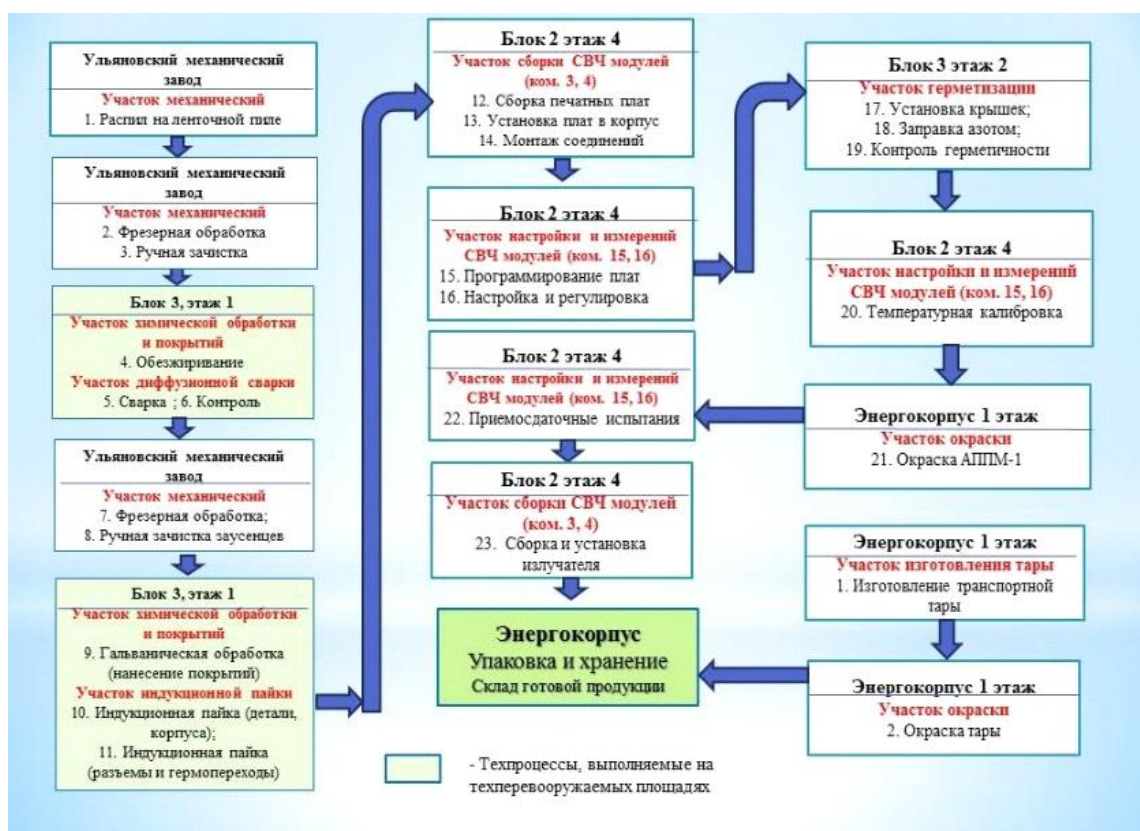 Ульяновский механический
завод
Участок механический
1. Распил на ленточной пиле
Ульяновский механический
завод
Участок механический
2. Фрезерная обработка
3. Ручная зачистка
Блок 3, этаж 1
Участок химической обработки
и покрытий
4. Обезжиривание
Участок диффузионной сварки
5. Сварка ; 6. Контроль
Ульяновский механический
завод
Участок механический
7. Фрезерная обработка;
8. Ручная зачистка заусенцев
Блок 3, этаж 1
Участок химической обработки
и покрытий
9. Гальваническая обработка
(нанесение покрытий)
Участок индукционной пайки
10. Индукционная пайка (детали,
корпуса);
11. Индукционная пайка
(разъемы и гермопереходы)
Блок 2 этаж 4
Участок сборки СВЧ модулей
(ком. 3, 4)
12. Сборка печатных плат
13. Установка плат в корпус
14. Монтаж соединений
Блок 2 этаж 4
Участок настройки и измерений
СВЧ модулей (ком. 15, 16)
15. Программирование плат
16. Настройка и регулировка
Блок 3 этаж 2
Участок герметизации
17. Установка крышек;
18. Заправка азотом;
19. Контроль герметичности
Блок 2 этаж 4
Участок настройки и измерений
СВЧ модулей (ком. 15, 16)
20. Температурная калибровка
Энергокорпус 1 этаж
Участок окраски
21. Окраска АППМ-1
Блок 2 этаж 4
Участок настройки и измерений
СВЧ модулей (ком. 15, 16)
22. Приемосдаточные испытания
Блок 2 этаж 4
Участок сборки СВЧ модулей
(ком. 3, 4)
23. Сборка и установка
излучателя
Энергокорпус 1 этаж
Участок изготовления тары
1. Изготовление транспортной
тары
Энергокорпус 1 этаж
Участок окраски
2. Окраска тары
Энергокорпус
Упаковка и хранение
Склад готовой продукции
- Техпроцессы, выполняемые на
техперевооружаемых площадях